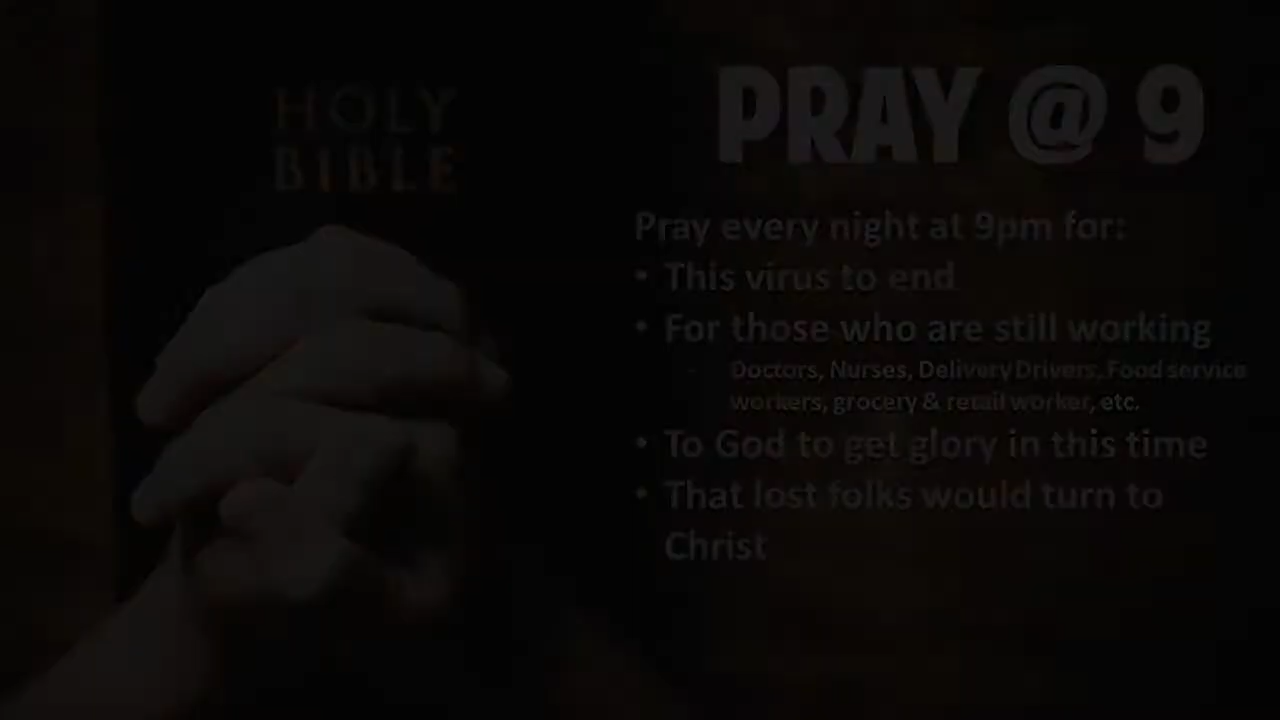 HOLY
BIBLE
PRAY @ 9
Pray every night at 9pm for:
• This virus to end
• For those who are still working
- Doctors, Nurses, Delivery Drivers, Food service
workers, grocery & retail worker, etc.
• To God to get glory in this time
• That lost folks would turn to
Christ